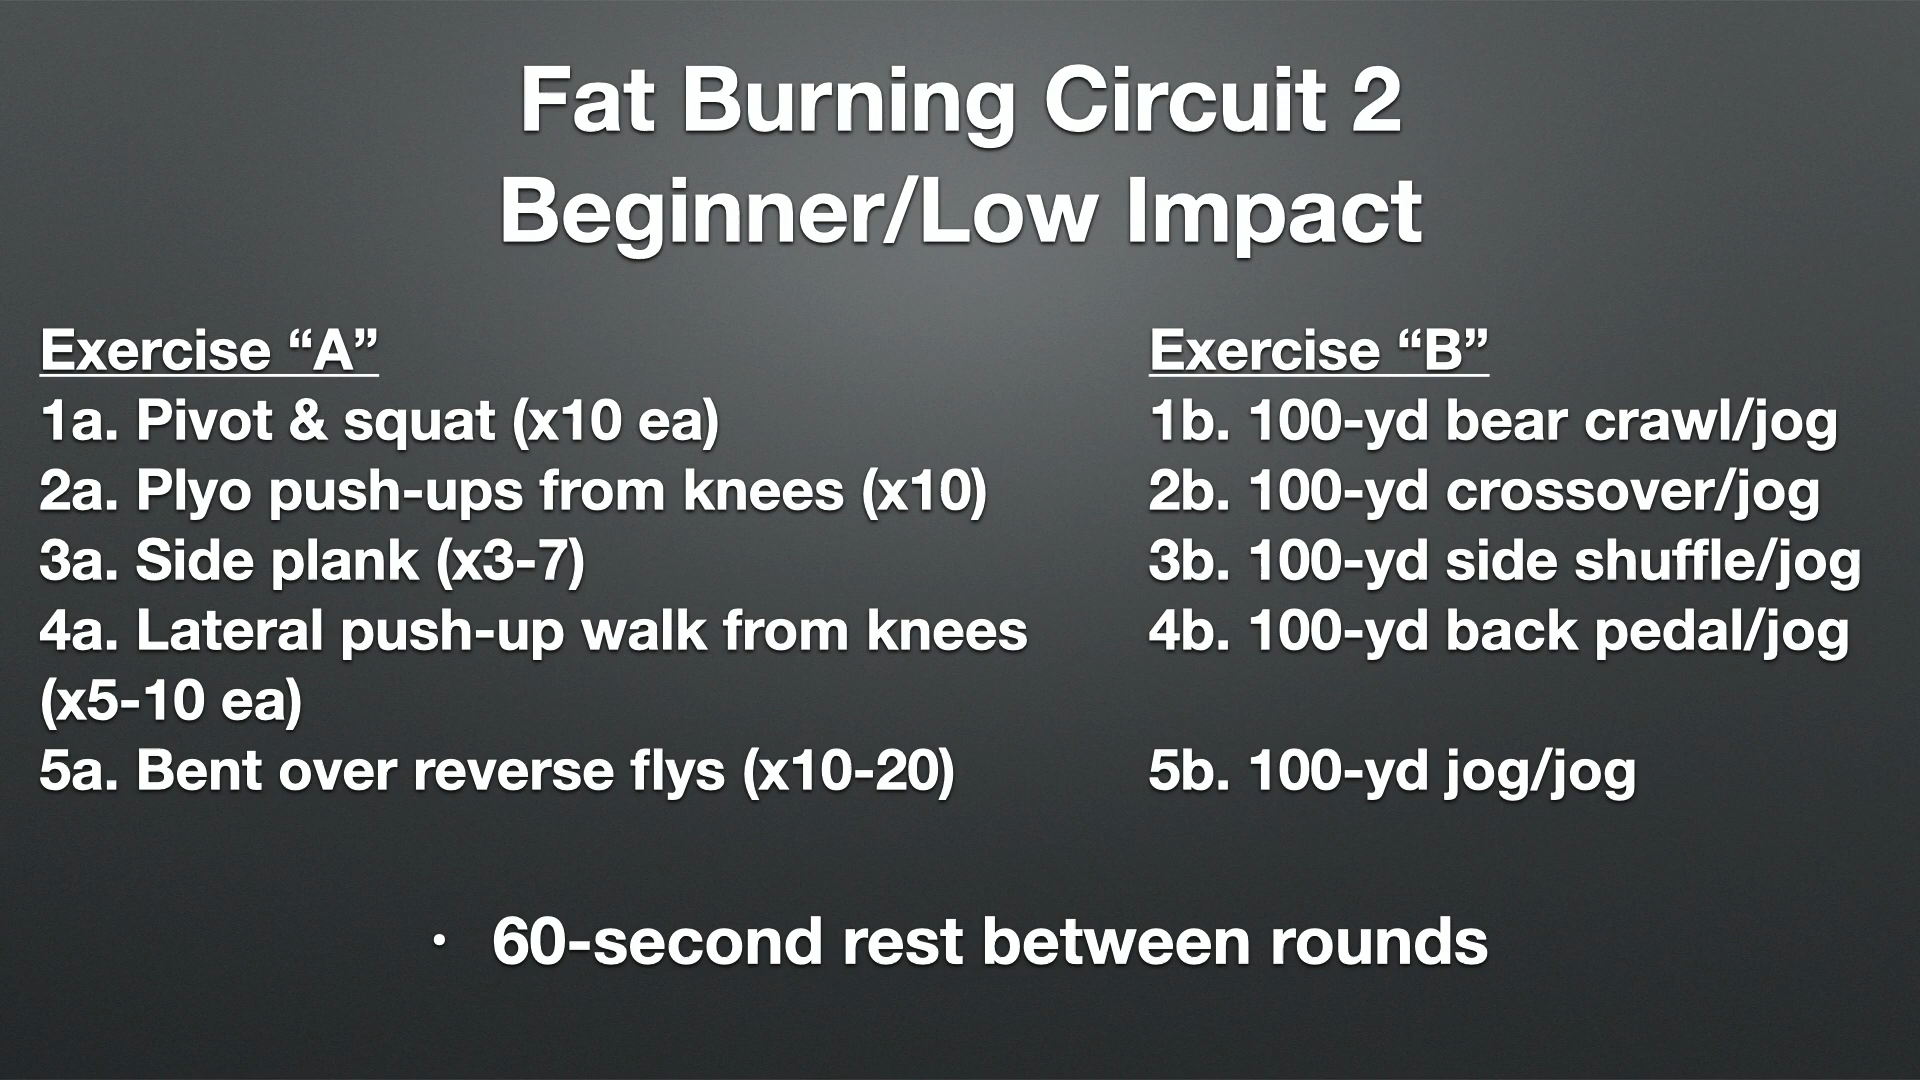 Fat Burning Circuit 2
Beginner/Low Impact
Exercise “A”
1a. Pivot & squat (x10 ea)
2a. Plyo push-ups from knees (x10)
3a. Side plank (x3-7)
4a. Lateral push-up walk from knees
(x5-10 ea)
5a. Bent over reverse flys (x10-20)
Exercise “B”
1b. 100-yd bear crawl/jog
2b. 100-yd crossover/jog
3b. 100-yd side shuffle/jog
4b. 100-yd back pedal/jog
5b. 100-yd jog/jog
• 60-second rest between rounds